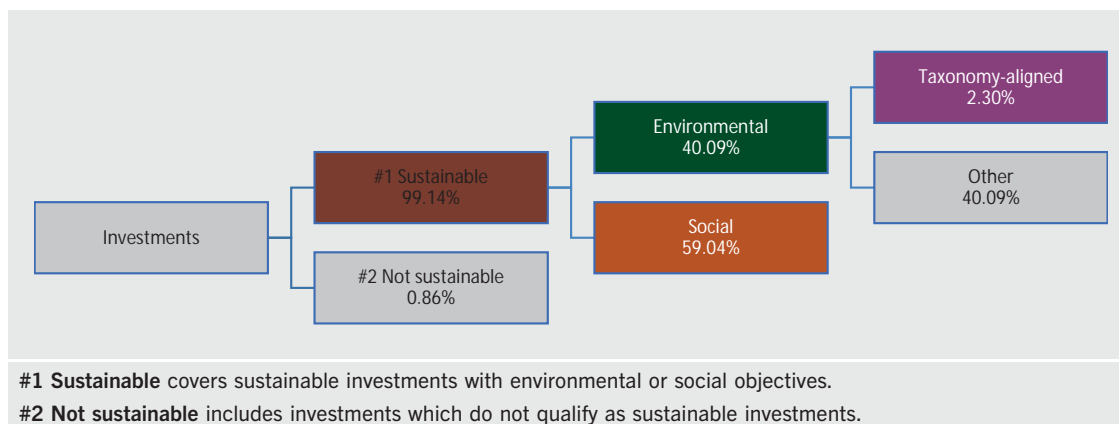 Taxonomy-aligned
2.30%
Environmental
40.09%
#1 Sustainable
99.14%
Other
40.09%
Investments
Social
59.04%
#2 Not sustainable
0.86%
#1 Sustainable covers sustainable investments with environmental or social objectives.
#2 Not sustainable includes investments which do not qualify as sustainable investments.